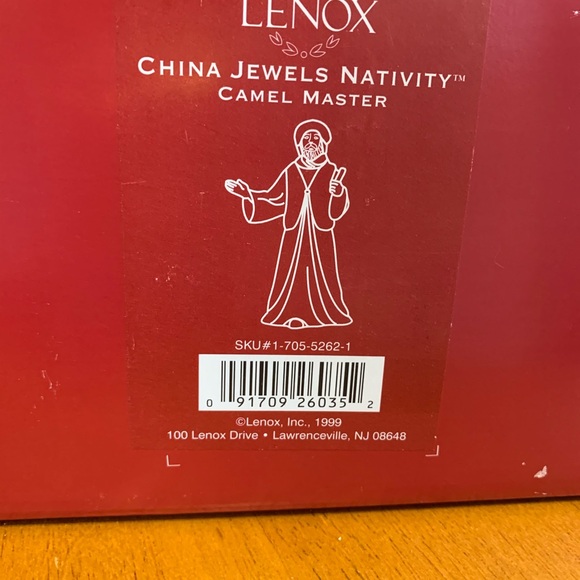 LENOX
CHINA JEWELS NATIVITY™
CAMEL MASTER
SKU#1-705-5262-1
0 91709 26035 2
©Lenox, Inc., 1999
100 Lenox Drive • Lawrenceville, NJ 08648